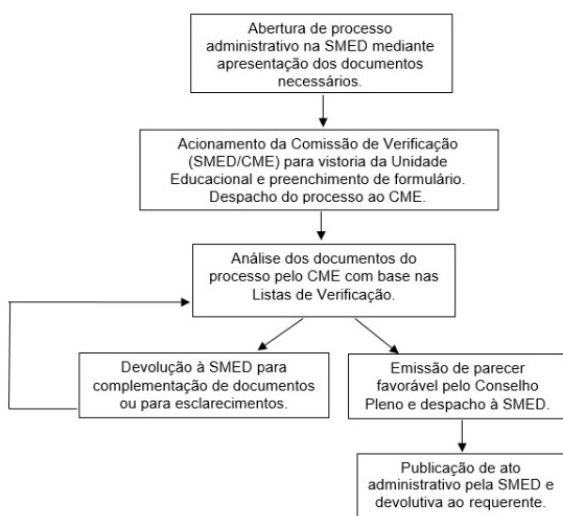 Abertura de processo
administrativo na SMED mediante
apresentação dos documentos
necessários.
Acionamento da Comissão de Verificação
(SMED/CME) para vistoria da Unidade
Educacional e preenchimento de formulário.
Despacho do processo ao CME.
Análise dos documentos do
processo pelo CME com base nas
Listas de Verificação.
Devolução à SMED para
complementação de documentos
ou para esclarecimentos.
Emissão de parecer
favorável pelo Conselho
Pleno e despacho à SMED.
Publicação de ato
administrativo pela SMED e
devolutiva ao requerente.